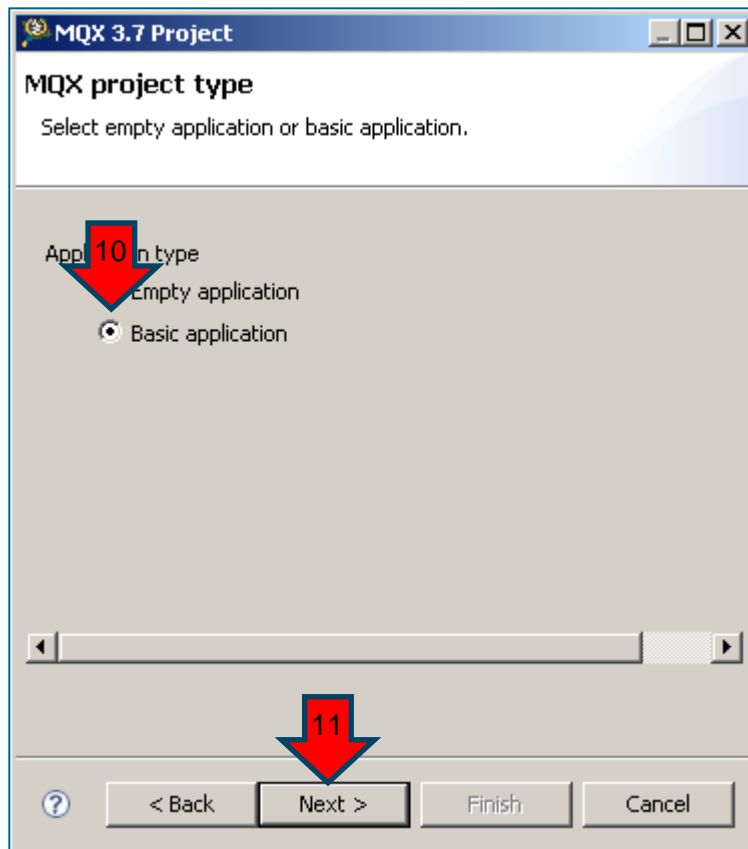 MQX 3.7 Project
MQX project type
Select empty application or basic application.
10
Application type
Empty application
Basic application
11
< Back Next > Finish Cancel